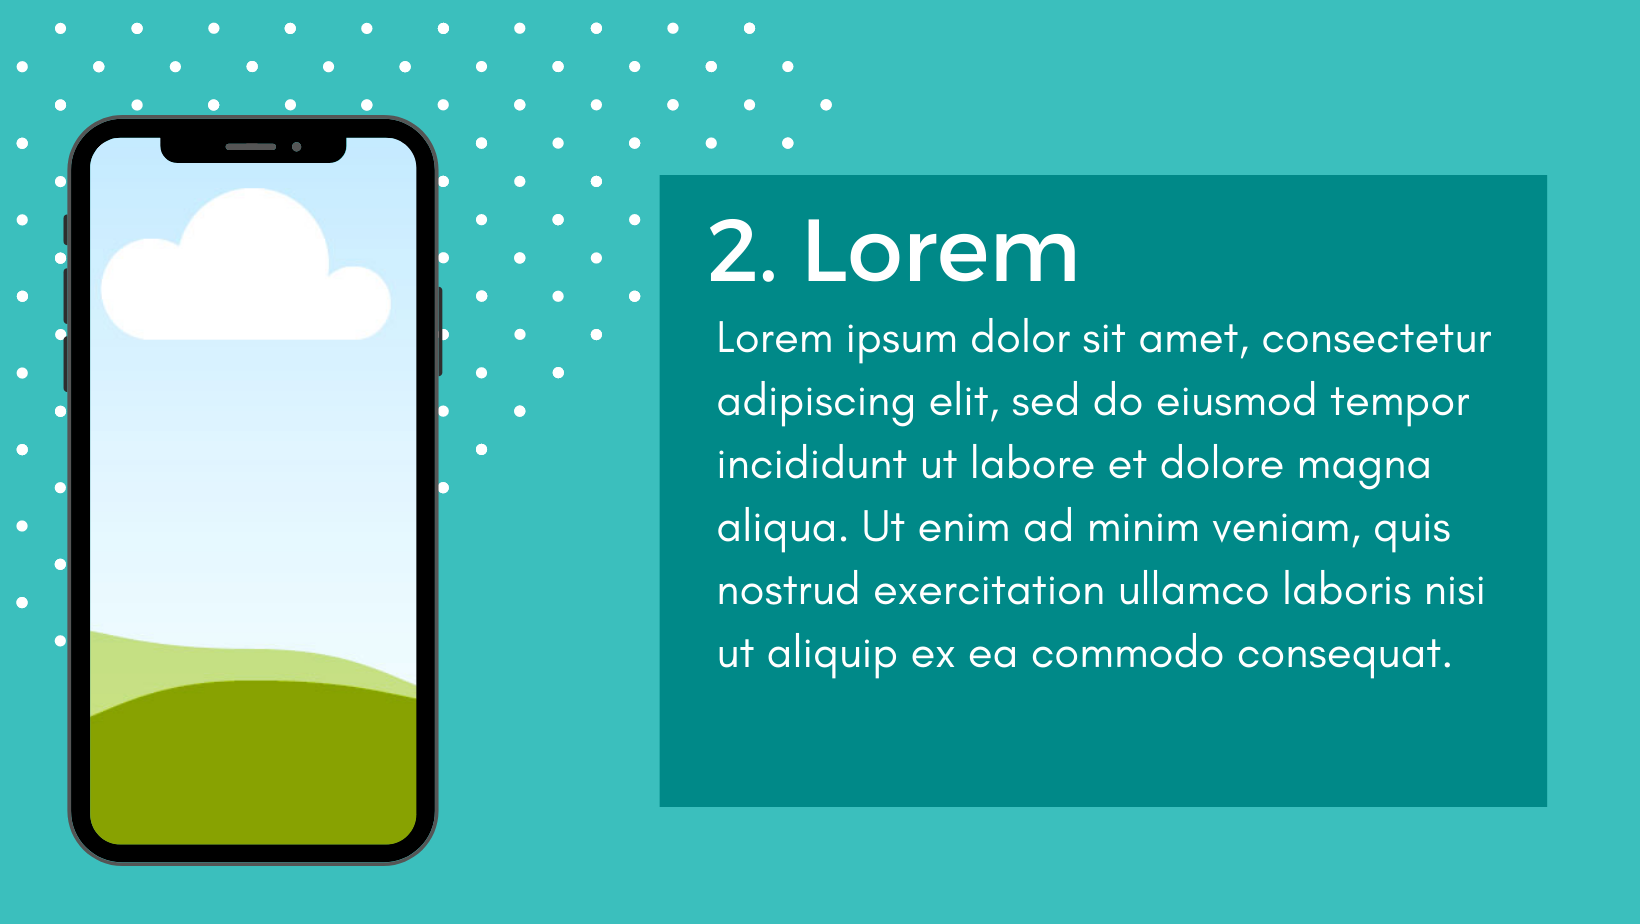 2. Lorem
Lorem ipsum dolor sit amet, consectetur
adipiscing elit, sed do eiusmod tempor
incididunt ut labore et dolore magna
aliqua. Ut enim ad minim veniam, quis
nostrud exercitation ullamco laboris nisi
ut aliquip ex ea commodo consequat.